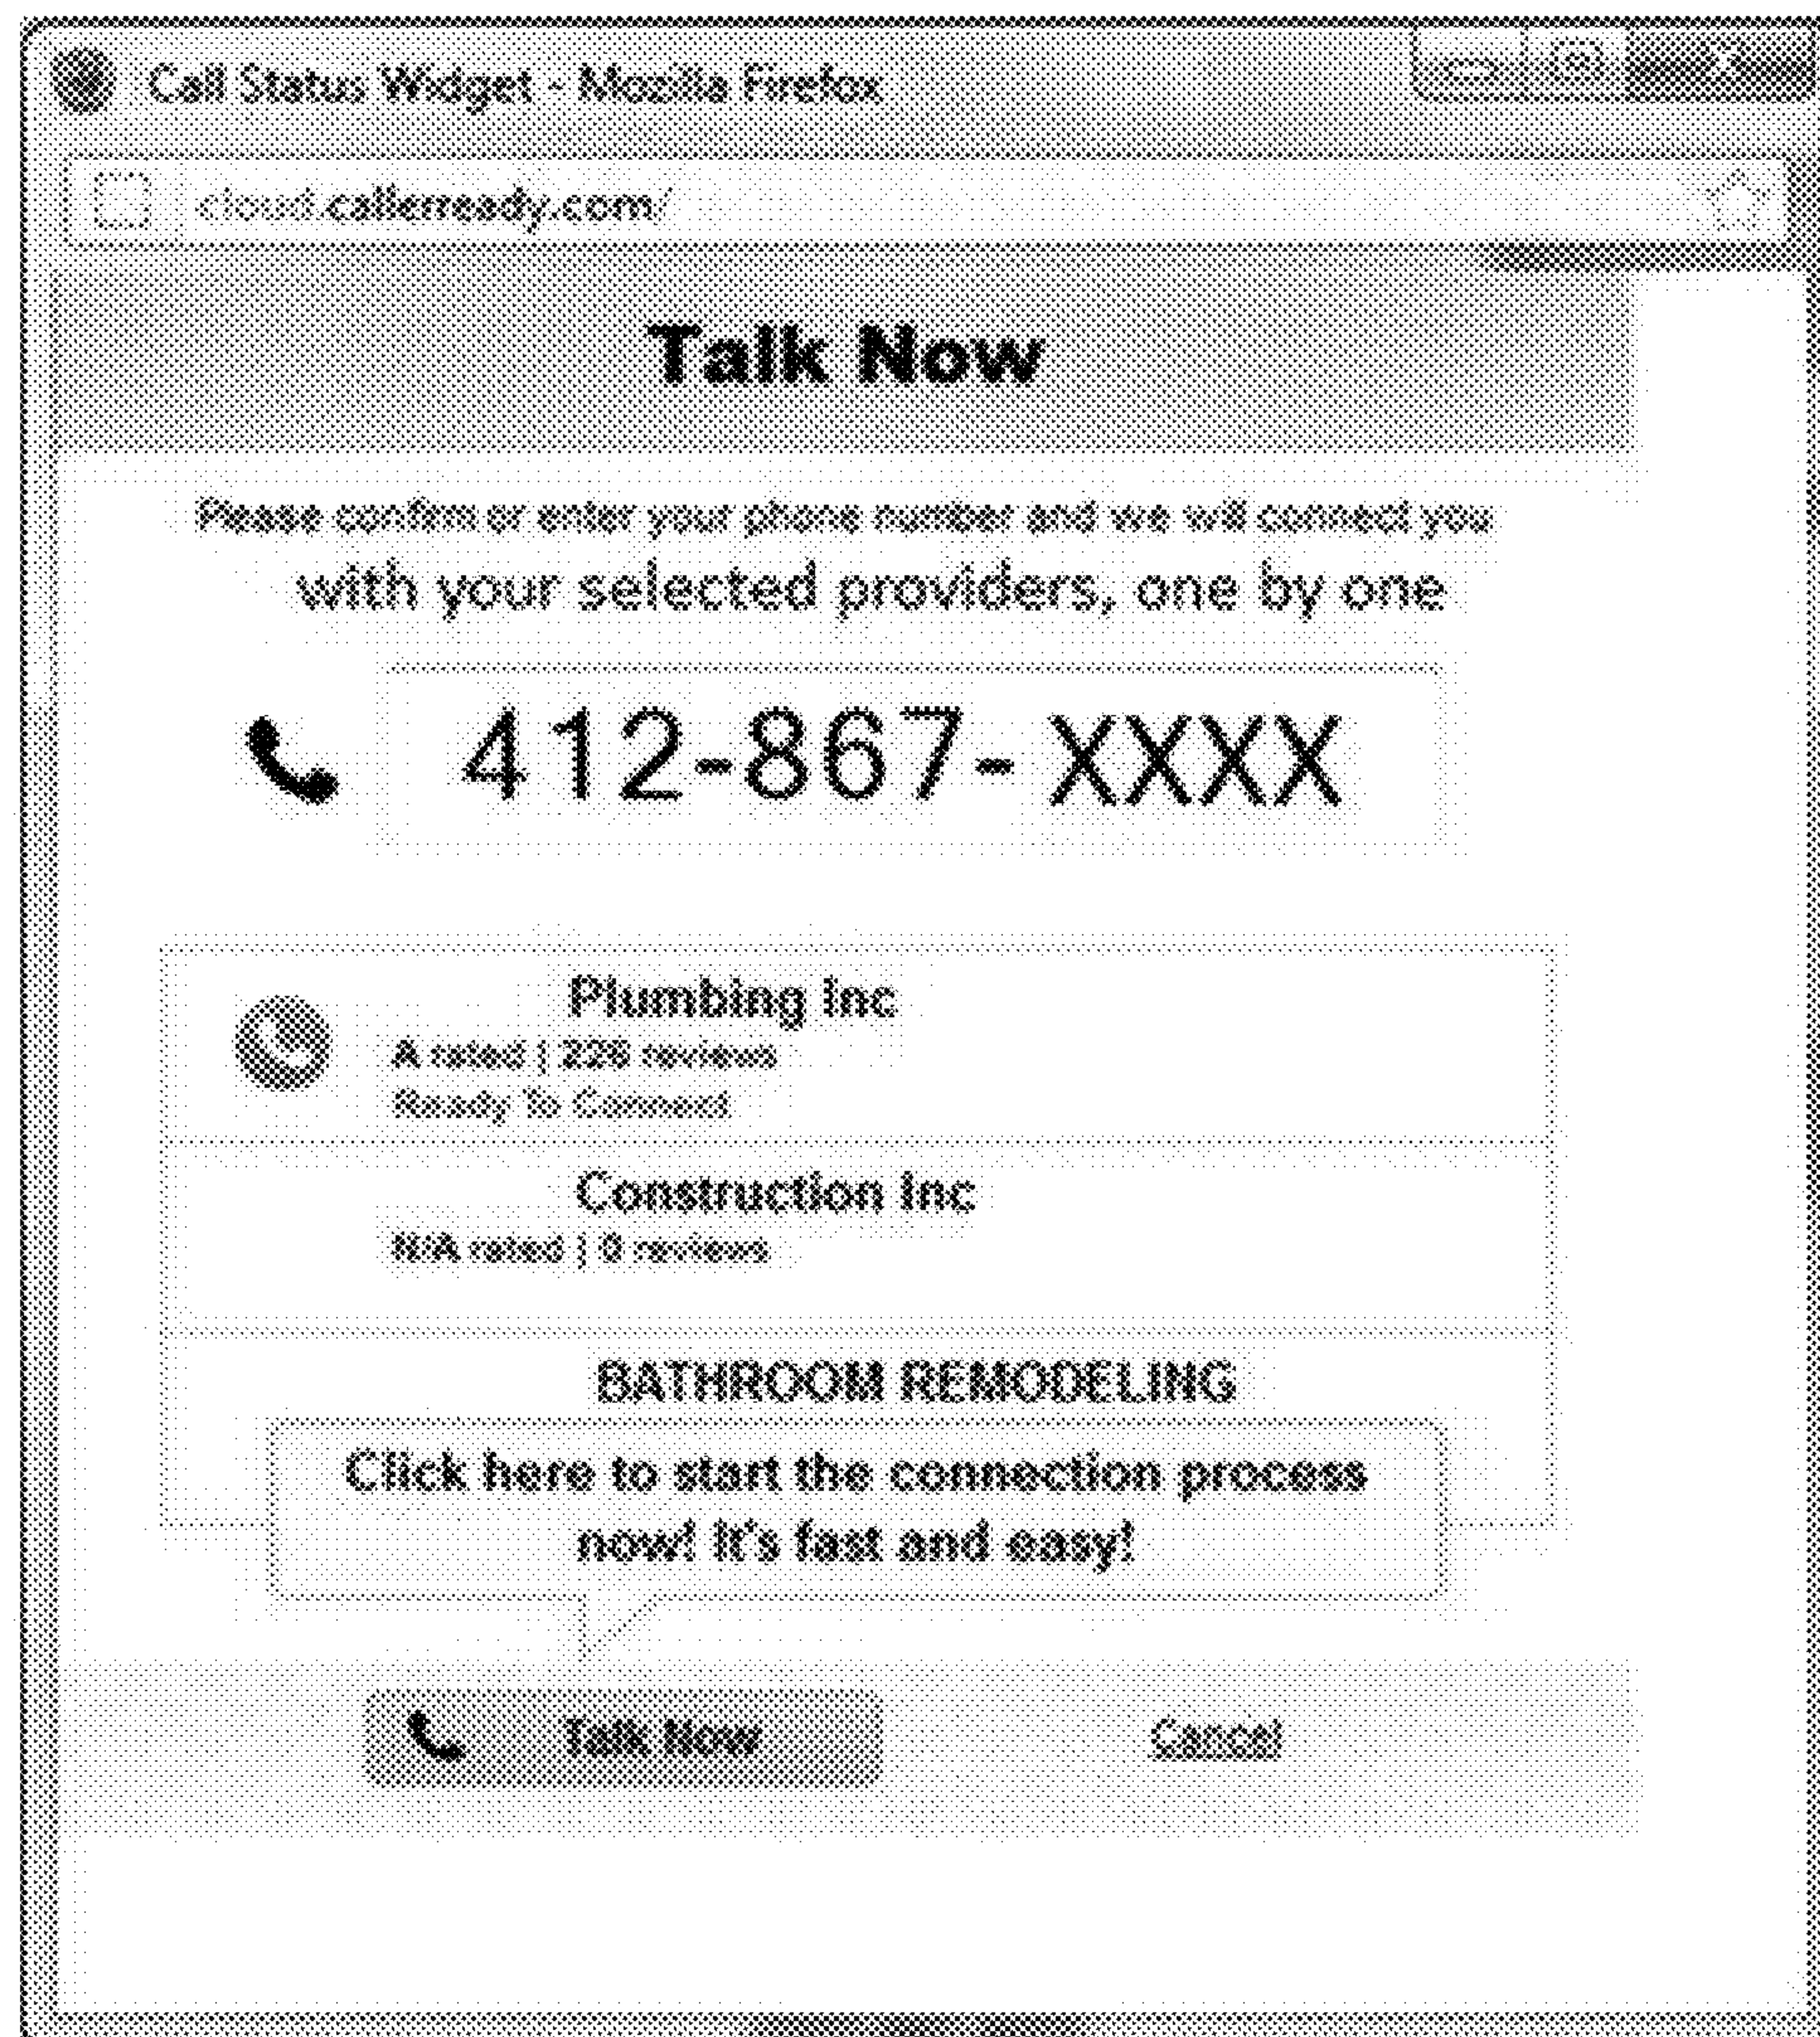 Call Status Widget - Mozilla Firefox
cloud.callerready.com/
Talk Now
Please confirm or enter your phone number and we will connect you
with your selected providers, one by one
412-867-XXXX
Plumbing Inc
A rated | 226 reviews
Ready To Connect
Construction Inc
N/A rated | 0 reviews
BATHROOM REMODELING
Click here to start the connection process
now! It's fast and easy!
Talk Now
Cancel